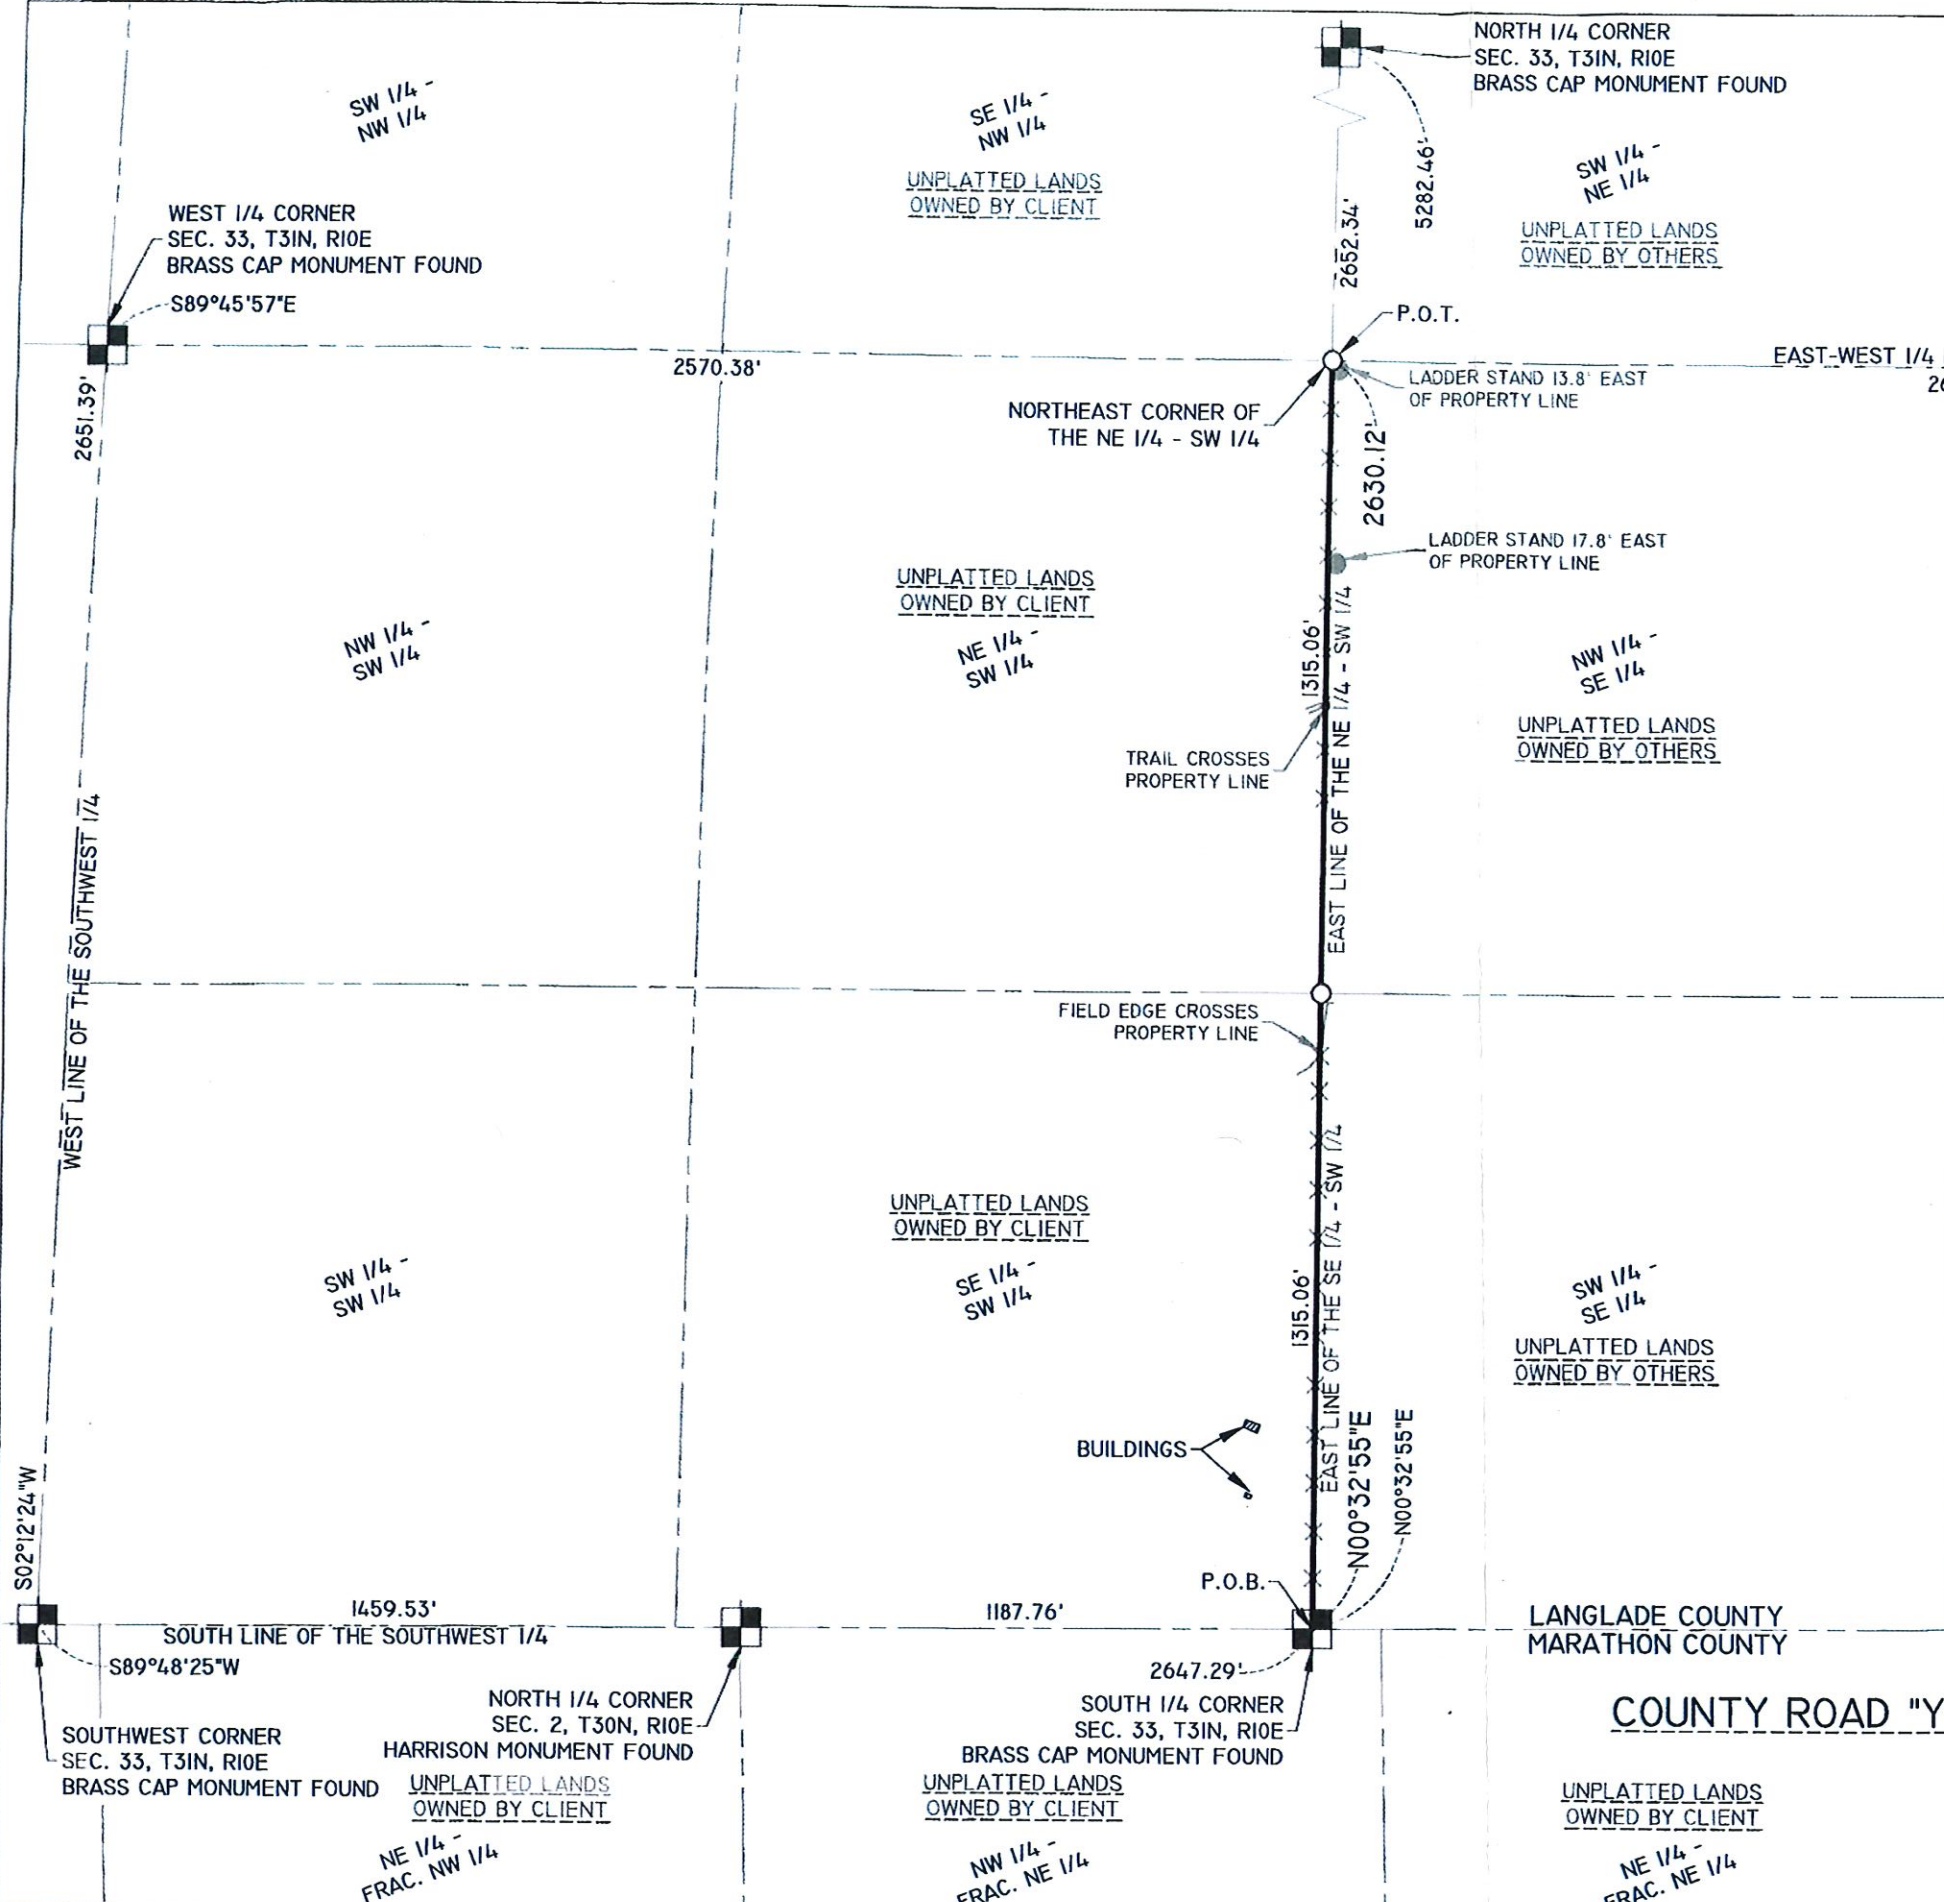 NORTH 1/4 CORNER
SEC. 33, T31N, R10E
BRASS CAP MONUMENT FOUND
SW 1/4 -
NW 1/4
SE 1/4 -
NW 1/4
UNPLATTED LANDS
OWNED BY CLIENT
5282.46'
SW 1/4 -
NE 1/4
UNPLATTED LANDS
OWNED BY OTHERS
WEST 1/4 CORNER
SEC. 33, T31N, R10E
BRASS CAP MONUMENT FOUND
S89°45'57"E
2652.34'
P.O.T.
2651.39'
2570.38'
EAST-WEST 1/4
26
LADDER STAND 13.8' EAST
OF PROPERTY LINE
NORTHEAST CORNER OF
THE NE 1/4 - SW 1/4
2630.12'
LADDER STAND 17.8' EAST
OF PROPERTY LINE
UNPLATTED LANDS
OWNED BY CLIENT
NW 1/4 -
SW 1/4
NE 1/4 -
SW 1/4
1315.06'
EAST LINE OF THE NE 1/4 - SW 1/4
NW 1/4 -
SE 1/4
UNPLATTED LANDS
OWNED BY OTHERS
TRAIL CROSSES
PROPERTY LINE
WEST LINE OF THE SOUTHWEST 1/4
FIELD EDGE CROSSES
PROPERTY LINE
UNPLATTED LANDS
OWNED BY CLIENT
SW 1/4 -
SW 1/4
SE 1/4 -
SW 1/4
1315.06'
EAST LINE OF THE SE 1/4 - SW 1/4
SW 1/4 -
SE 1/4
UNPLATTED LANDS
OWNED BY OTHERS
BUILDINGS
N00°32'55"E
N00°32'55"E
S02°12'24"W
P.O.B.
1459.53'
1187.76'
SOUTH LINE OF THE SOUTHWEST 1/4
LANGLADE COUNTY
MARATHON COUNTY
S89°48'25"W
2647.29'
NORTH 1/4 CORNER
SEC. 2, T30N, R10E
HARRISON MONUMENT FOUND
SOUTH 1/4 CORNER
SEC. 33, T31N, R10E
BRASS CAP MONUMENT FOUND
COUNTY ROAD "Y
SOUTHWEST CORNER
SEC. 33, T31N, R10E
BRASS CAP MONUMENT FOUND
UNPLATTED LANDS
OWNED BY CLIENT
UNPLATTED LANDS
OWNED BY CLIENT
UNPLATTED LANDS
OWNED BY CLIENT
NE 1/4 -
FRAC. NW 1/4
NW 1/4 -
FRAC. NE 1/4
NE 1/4 -
FRAC. NE 1/4